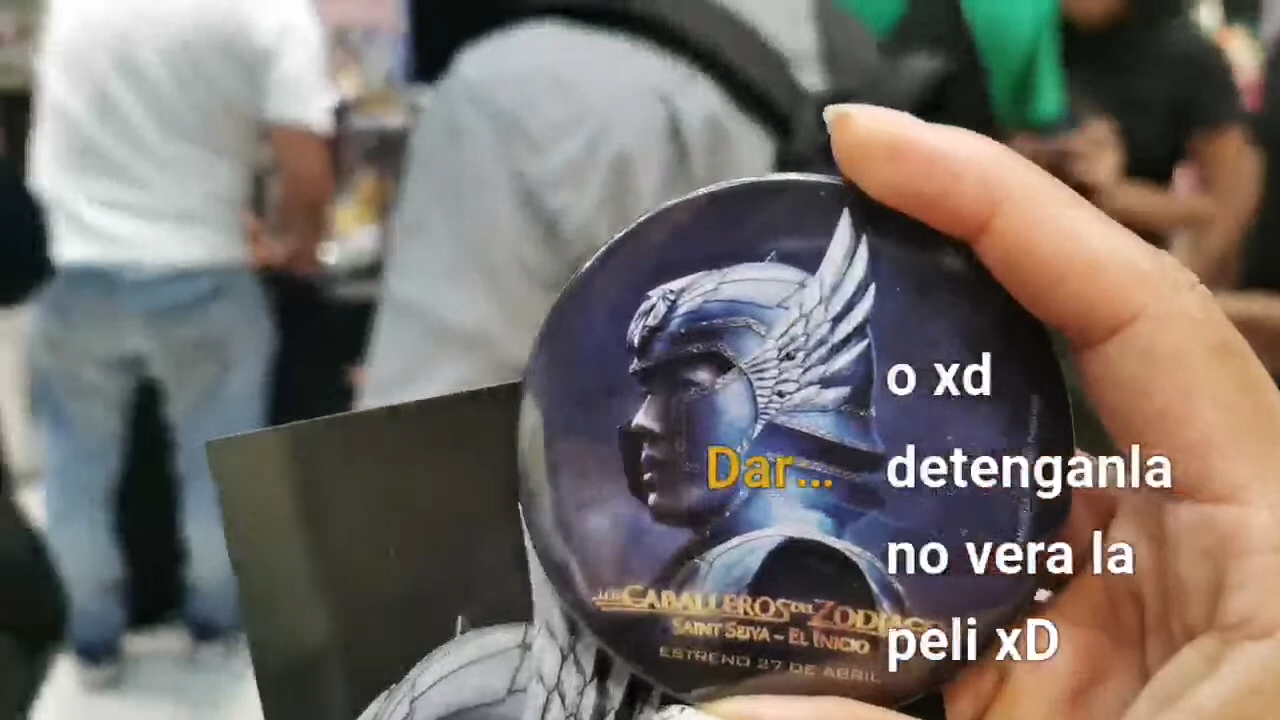 o xd
Dar... detenganla
no vera la
peli xD
LOS CABALLEROS DEL ZODIACO
SAINT SEIYA - EL INICIO
ESTRENO 27 DE ABRIL